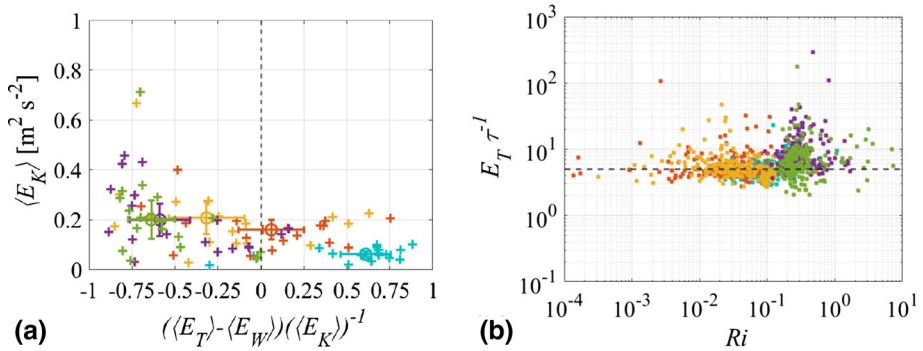 1
0.8
0.6
0.4
0.2
0
⟨E_K⟩ [m² s⁻²]
-1 -0.75 -0.5 -0.25 0 0.25 0.5 0.75 1
(⟨E_T⟩-⟨E_W⟩)(⟨E_K⟩)⁻¹
(a)
10³
10²
10¹
10⁰
10⁻¹
E_T τ⁻¹
10⁻⁴ 10⁻³ 10⁻² 10⁻¹ 10⁰ 10¹
Ri
(b)